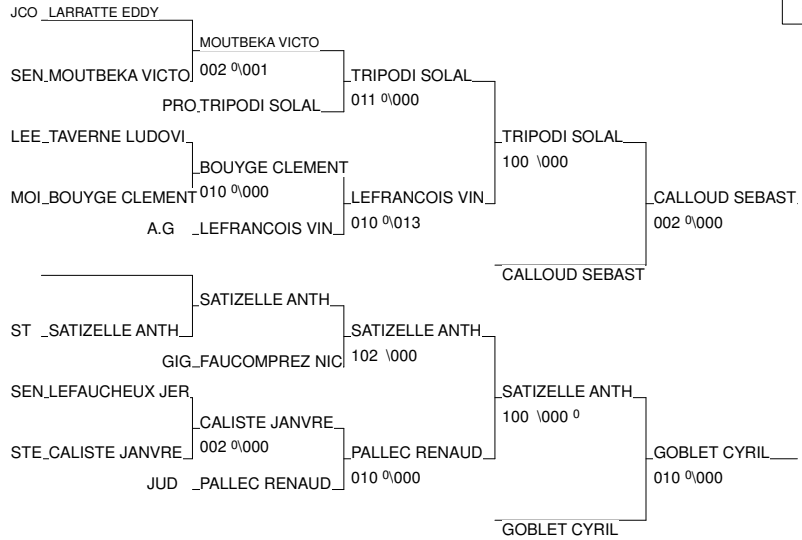 JCO LARRATTE EDDY
MOUTBEKA VICTO
SEN MOUTBEKA VICTO
002 0\001
TRIPODI SOLAL
PRO TRIPODI SOLAL
011 0\000
LEE TAVERNE LUDOVI
TRIPODI SOLAL
BOUYGE CLEMENT
100 \000
MOI BOUYGE CLEMENT
010 0\000
LEFRANCOIS VIN
CALLOUD SEBAST
A.G LEFRANCOIS VIN
010 0\013
002 0\000
CALLOUD SEBAST
SATIZELLE ANTH
ST SATIZELLE ANTH
SATIZELLE ANTH
GIG FAUCOMPREZ NIC
102 \000
SEN LEFAUCHEUX JER
SATIZELLE ANTH
CALISTE JANVRE
100 \000 0
STE CALISTE JANVRE
002 0\000
PALLEC RENAUD
GOBLET CYRIL
JUD PALLEC RENAUD
010 0\000
010 0\000
GOBLET CYRIL